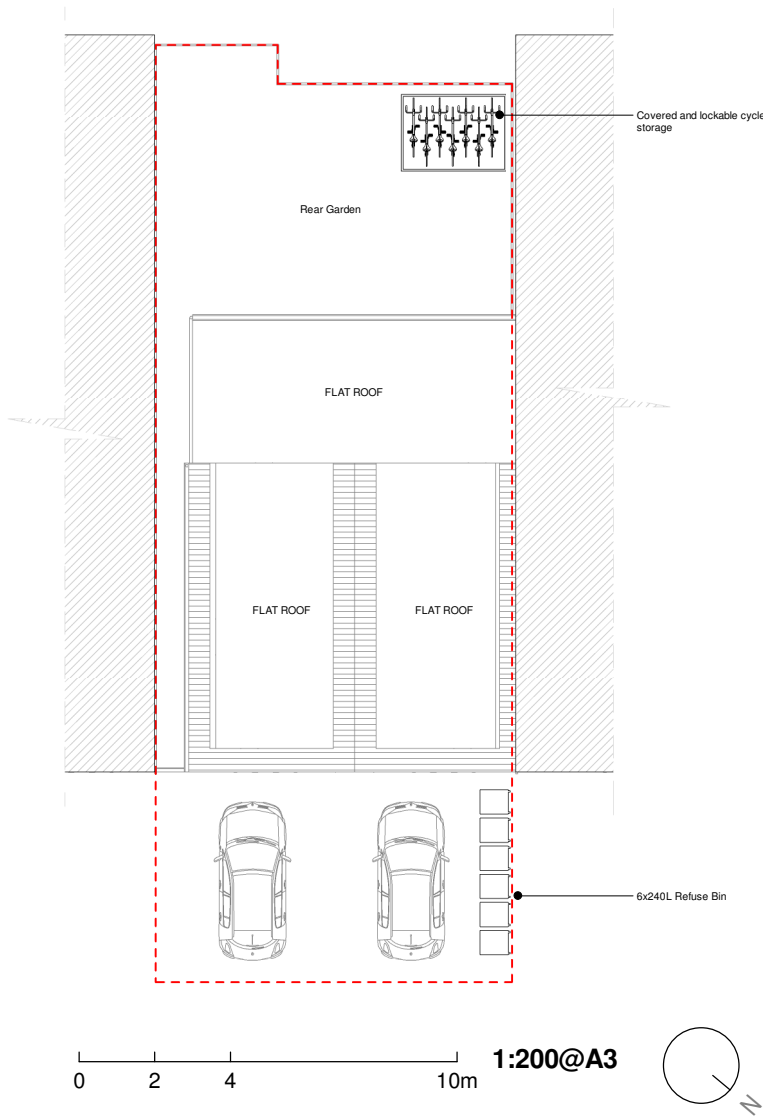 Covered and lockable cycle
storage
Rear Garden
FLAT ROOF
FLAT ROOF
FLAT ROOF
6x240L Refuse Bin
1:200@A3
0
2
4
10m
N